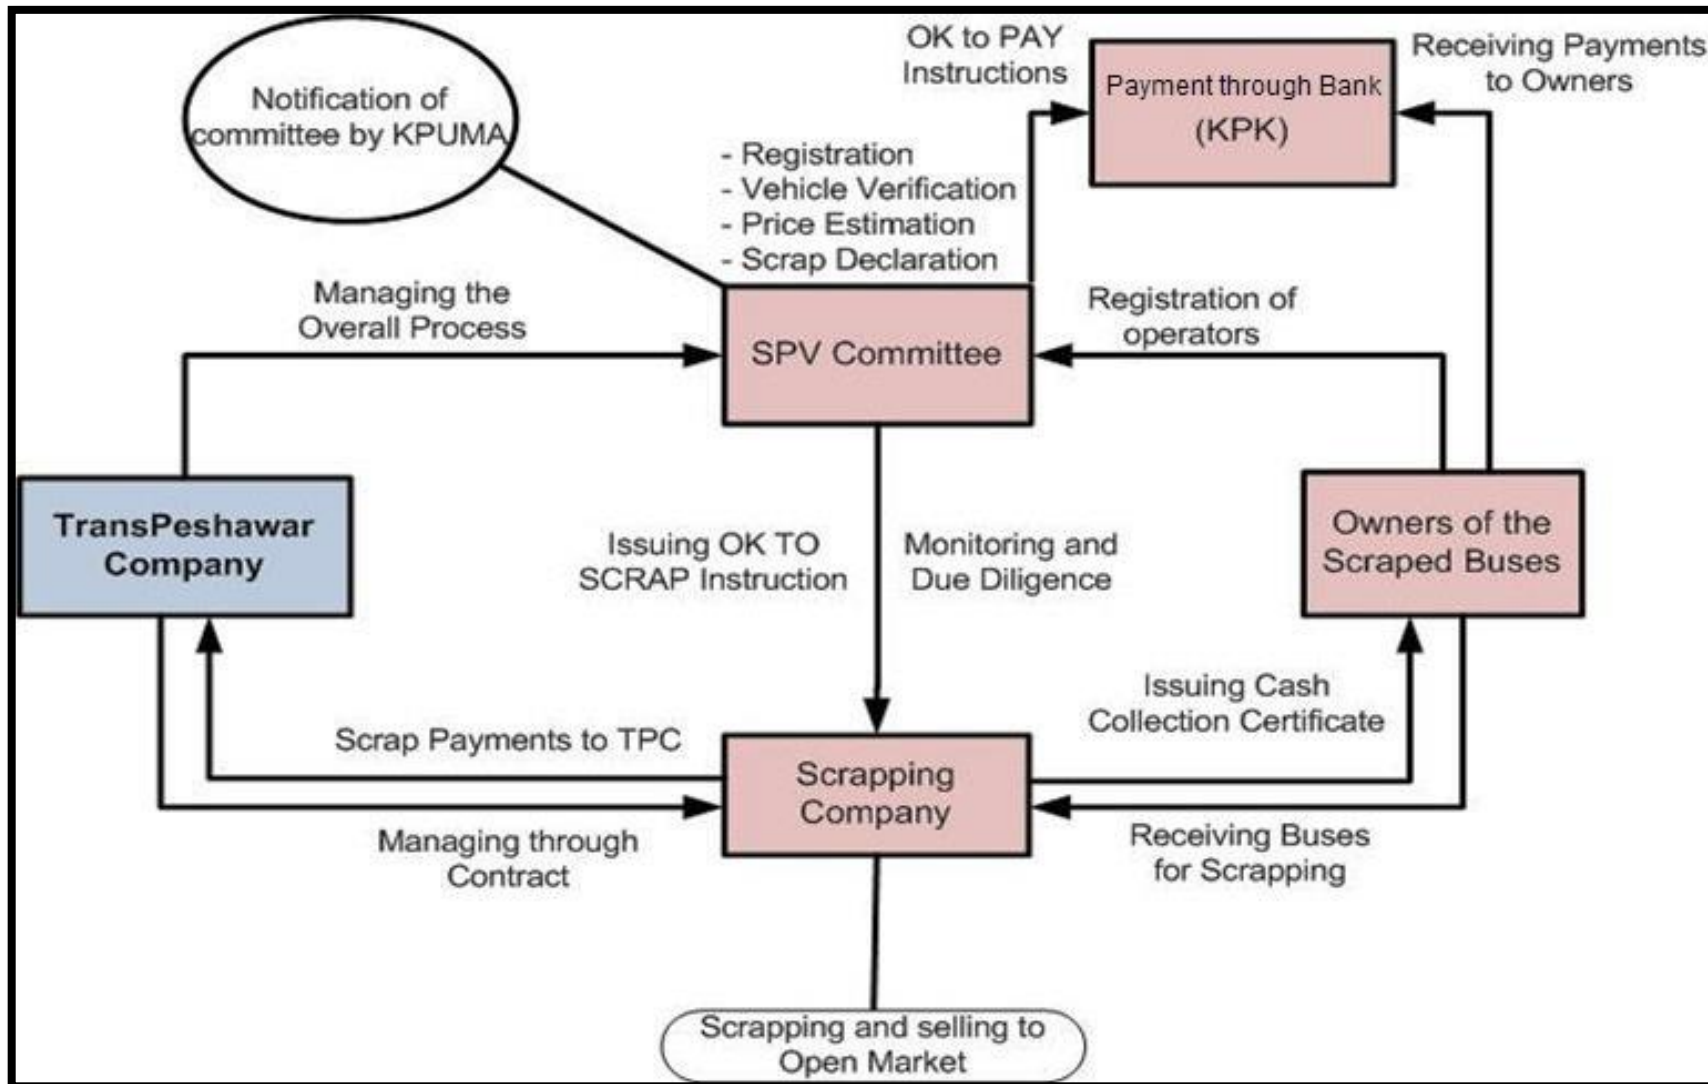 OK to PAY
Instructions
Payment through Bank
(KPK)
Receiving Payments
to Owners
Notification of
committee by KPUMA
- Registration
- Vehicle Verification
- Price Estimation
- Scrap Declaration
Managing the
Overall Process
SPV Committee
Registration of
operators
TransPeshawar
Company
Issuing OK TO
SCRAP Instruction
Monitoring and
Due Diligence
Owners of the
Scraped Buses
Scrap Payments to TPC
Scrapping
Company
Issuing Cash
Collection Certificate
Managing through
Contract
Receiving Buses
for Scrapping
Scrapping and selling to
Open Market